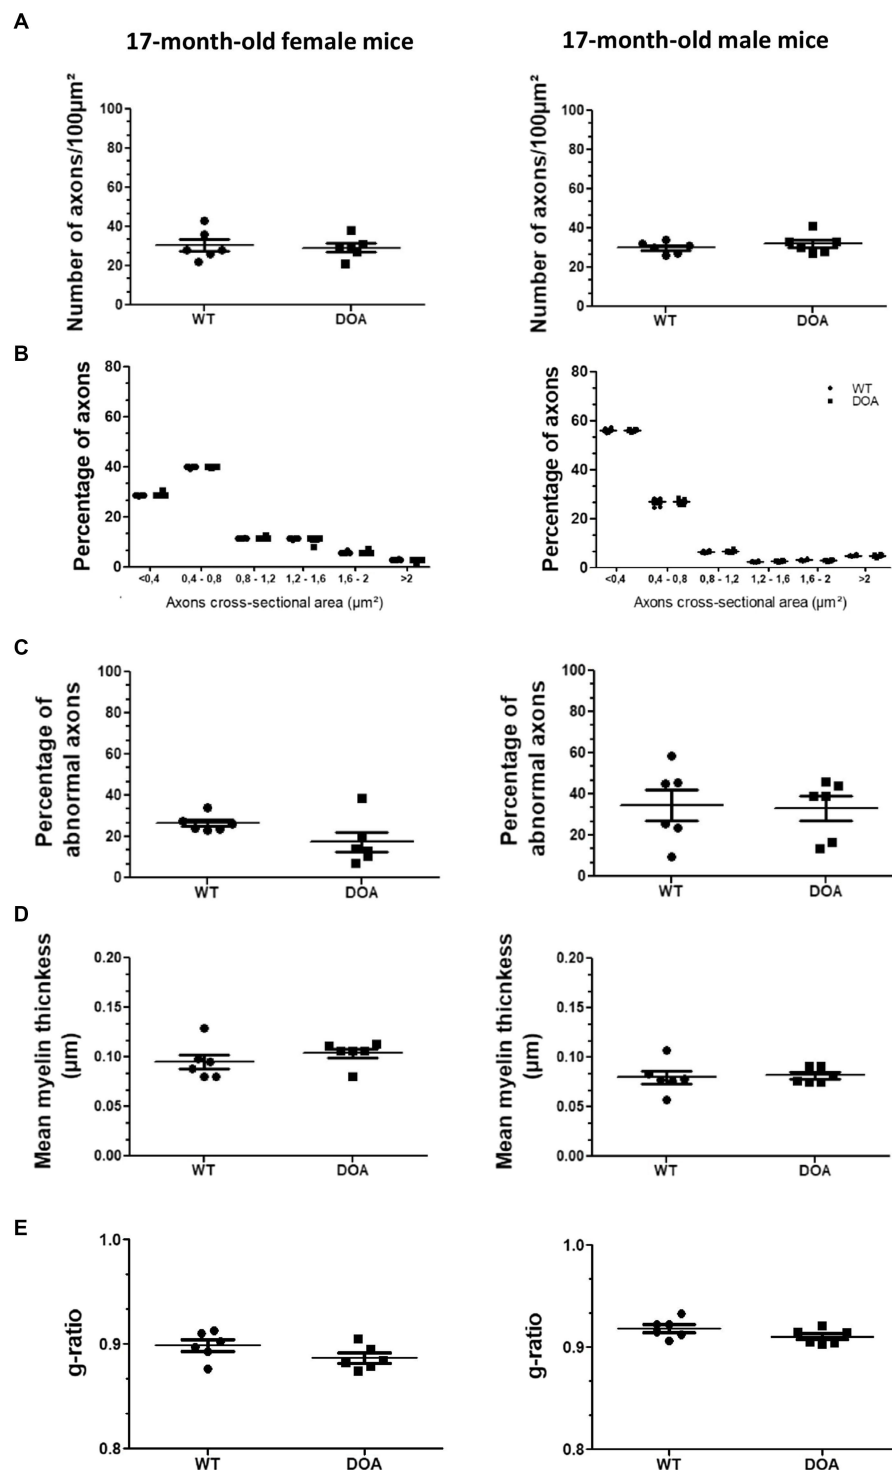 A
17-month-old female mice
17-month-old male mice
Number of axons/100µm²
100
80
60
40
20
0
WT
DOA
Number of axons/100µm²
100
80
60
40
20
0
WT
DOA
B
Percentage of axons
80
60
40
20
0
<0,4
0,4 - 0,8
0,8 - 1,2
1,2 - 1,6
1,6 - 2
>2
Axons cross-sectional area (µm²)
Percentage of axons
80
60
40
20
0
WT
DOA
<0,4
0,4 - 0,8
0,8 - 1,2
1,2 - 1,6
1,6 - 2
>2
Axons cross-sectional area (µm²)
C
Percentage of
abnormal axons
100
80
60
40
20
0
WT
DOA
Percentage of
abnormal axons
100
80
60
40
20
0
WT
DOA
D
Mean myelin thicnkess
(µm)
0.20
0.15
0.10
0.05
0.00
WT
DOA
Mean myelin thicnkess
(µm)
0.20
0.15
0.10
0.05
0.00
WT
DOA
E
g-ratio
1.0
0.9
0.8
WT
DOA
g-ratio
1.0
0.9
0.8
WT
DOA